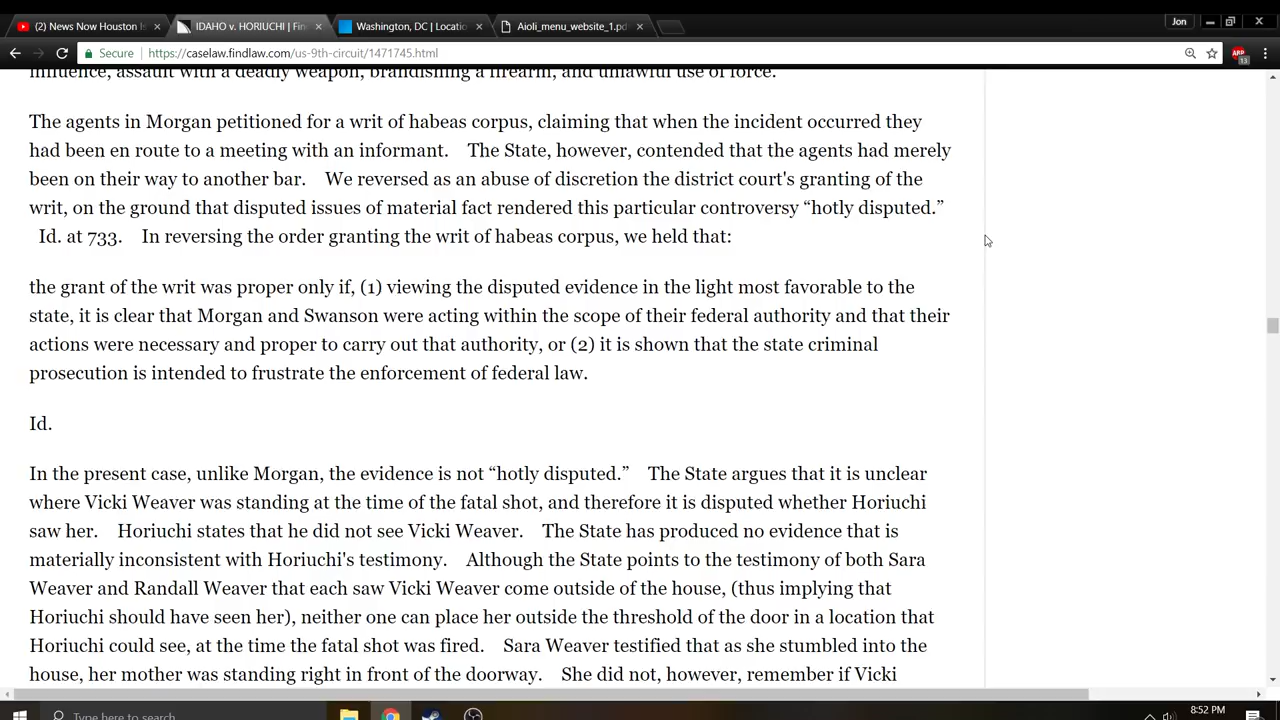 (2) News Now Houston
IDAHO v. HORIUCHI | Fin
Washington, DC | Locatio
Aioli_menu_website_1.pd
Jon
Secure
https://caselaw.findlaw.com/us-9th-circuit/1471745.html
ABP
13
influence, assault with a deadly weapon, brandishing a firearm, and unlawful use of force.
The agents in Morgan petitioned for a writ of habeas corpus, claiming that when the incident occurred they
had been en route to a meeting with an informant. The State, however, contended that the agents had merely
been on their way to another bar. We reversed as an abuse of discretion the district court's granting of the
writ, on the ground that disputed issues of material fact rendered this particular controversy “hotly disputed.”
Id. at 733. In reversing the order granting the writ of habeas corpus, we held that:
the grant of the writ was proper only if, (1) viewing the disputed evidence in the light most favorable to the
state, it is clear that Morgan and Swanson were acting within the scope of their federal authority and that their
actions were necessary and proper to carry out that authority, or (2) it is shown that the state criminal
prosecution is intended to frustrate the enforcement of federal law.
Id.
In the present case, unlike Morgan, the evidence is not “hotly disputed.” The State argues that it is unclear
where Vicki Weaver was standing at the time of the fatal shot, and therefore it is disputed whether Horiuchi
saw her. Horiuchi states that he did not see Vicki Weaver. The State has produced no evidence that is
materially inconsistent with Horiuchi's testimony. Although the State points to the testimony of both Sara
Weaver and Randall Weaver that each saw Vicki Weaver come outside of the house, (thus implying that
Horiuchi should have seen her), neither one can place her outside the threshold of the door in a location that
Horiuchi could see, at the time the fatal shot was fired. Sara Weaver testified that as she stumbled into the
house, her mother was standing right in front of the doorway. She did not, however, remember if Vicki
Type here to search
8:52 PM